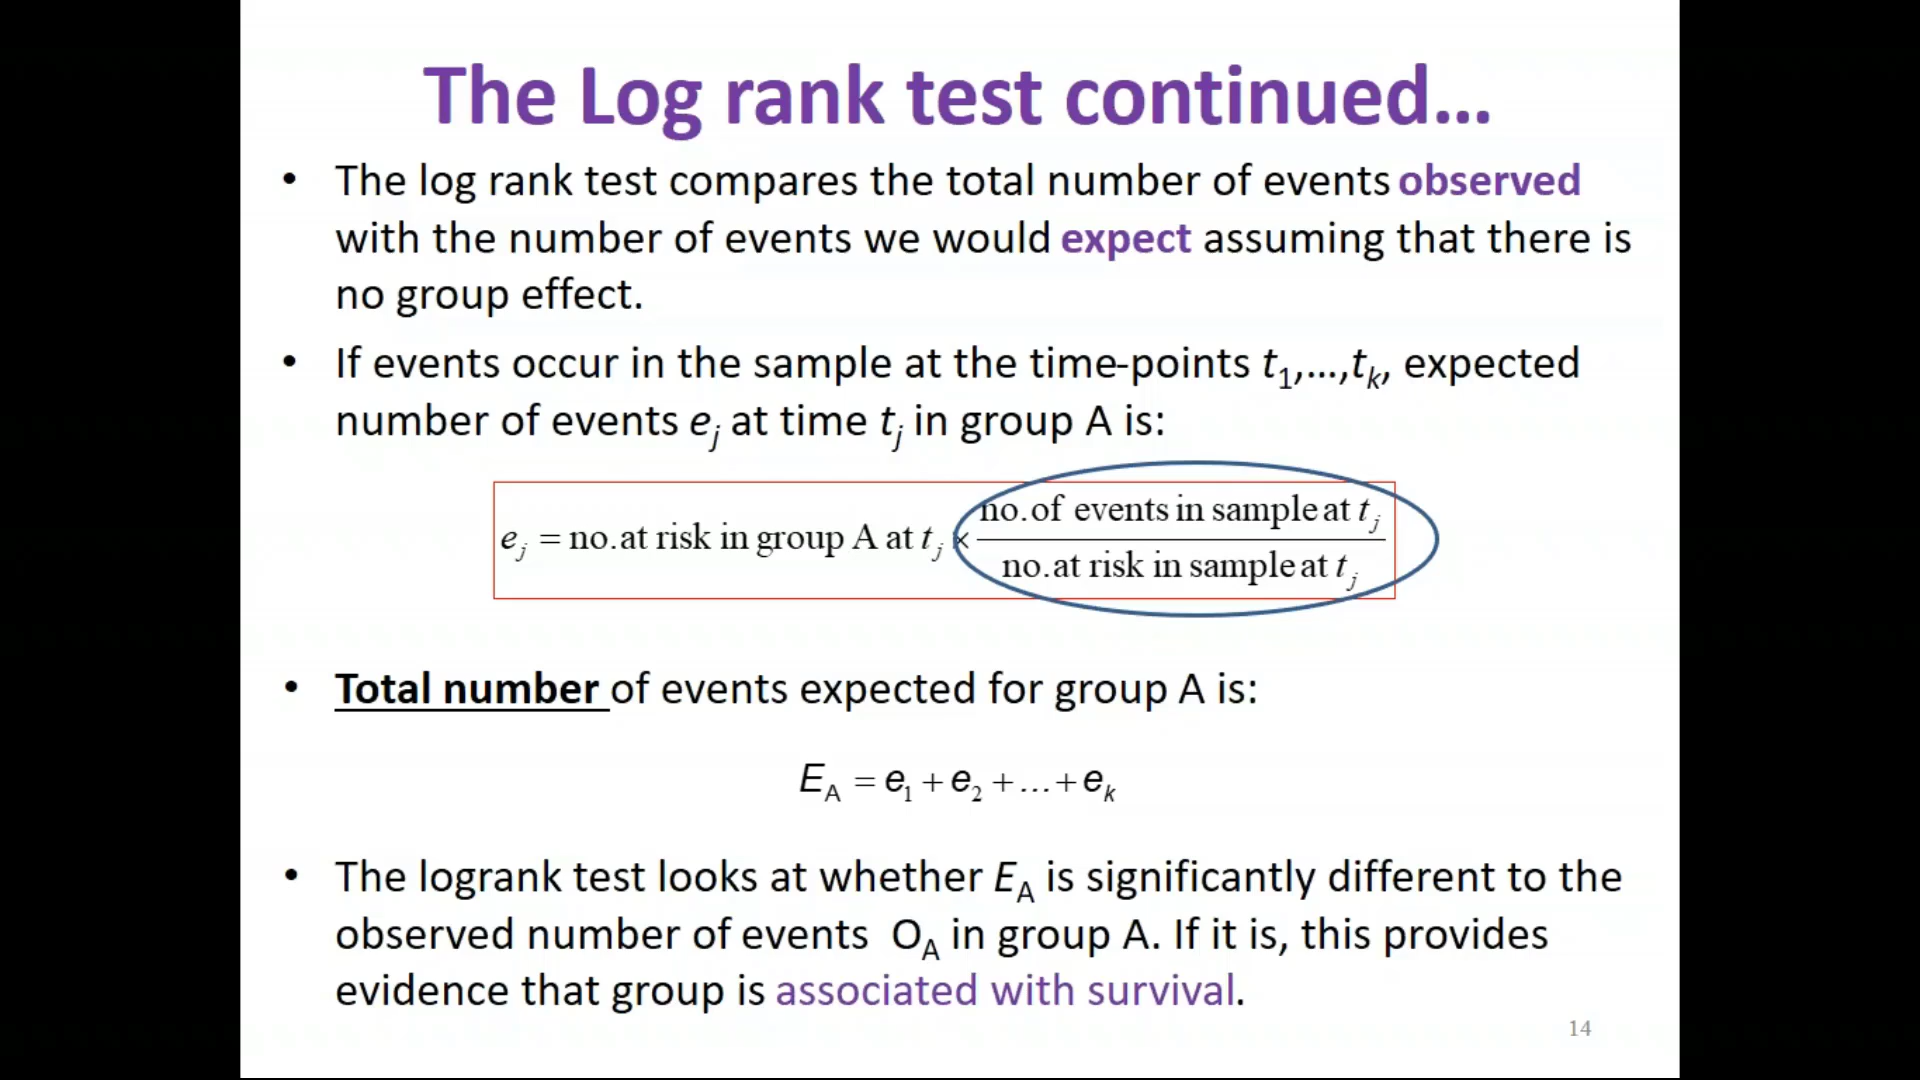 The Log rank test continued...
• The log rank test compares the total number of events observed
with the number of events we would expect assuming that there is
no group effect.
• If events occur in the sample at the time-points t₁,...,tₖ, expected
number of events eⱼ at time tⱼ in group A is:
eⱼ = no. at risk in group A at tⱼ × no. of events in sample at tⱼ / no. at risk in sample at tⱼ
• Total number of events expected for group A is:
E_A = e₁ + e₂ + ... + eₖ
• The logrank test looks at whether E_A is significantly different to the
observed number of events O_A in group A. If it is, this provides
evidence that group is associated with survival.
14